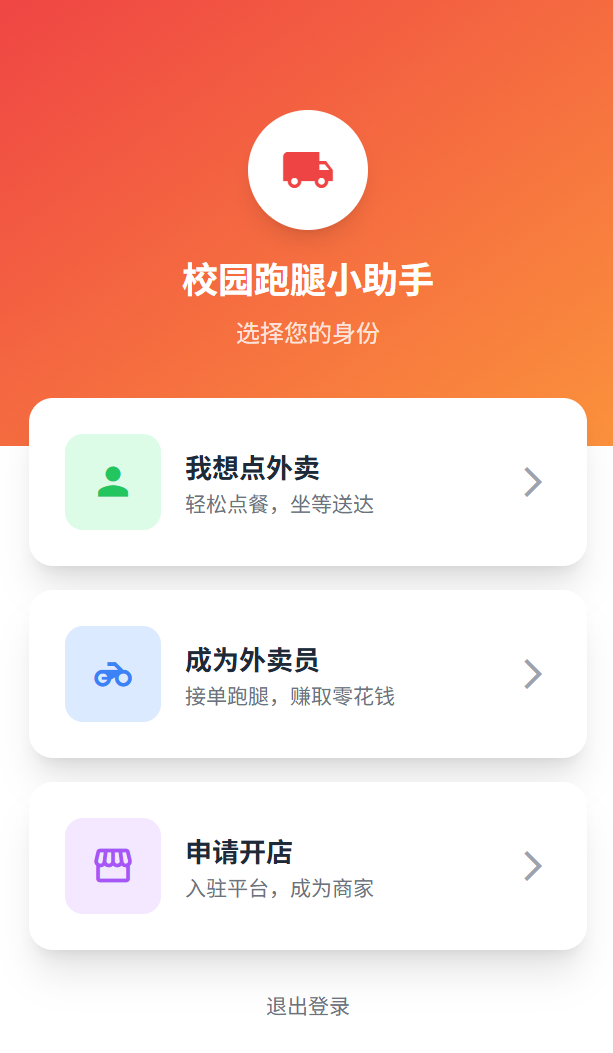 校园跑腿小助手
选择您的身份
我想点外卖
轻松点餐，坐等送达
成为外卖员
接单跑腿，赚取零花钱
申请开店
入驻平台，成为商家
退出登录